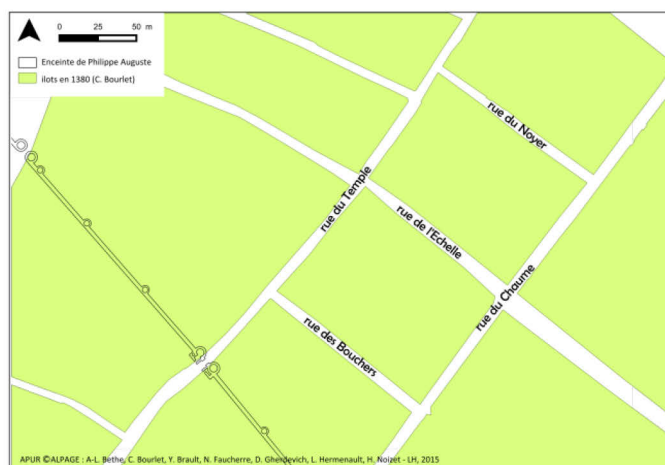 0 25 50 m
Enceinte de Philippe Auguste
ilots en 1380 (C. Bourlet)
rue du Noyer
rue du Temple
rue de l'Echelle
rue du Chaume
rue des Bouchers
APUR ©ALPAGE : A-L. Bethe, C. Bourlet, Y. Brault, N. Faucherre, D. Gherdevich, L. Hermenault, H. Noizet - LH, 2015